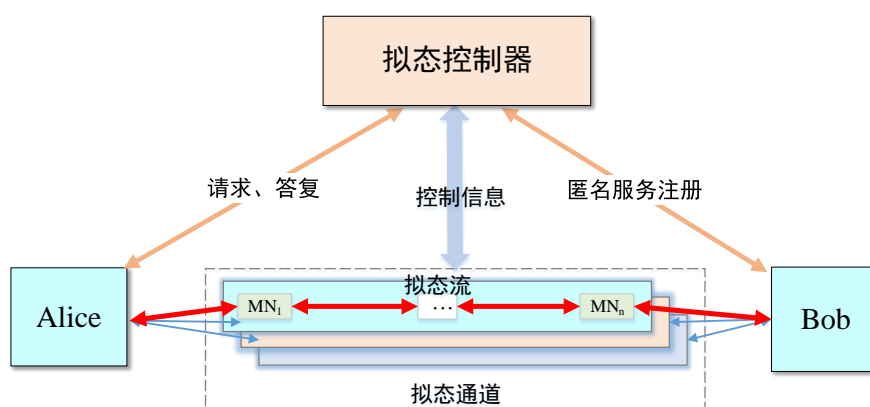 拟态控制器
请求、答复
控制信息
匿名服务注册
拟态流
Alice
MN₁
…
MNₙ
Bob
拟态通道